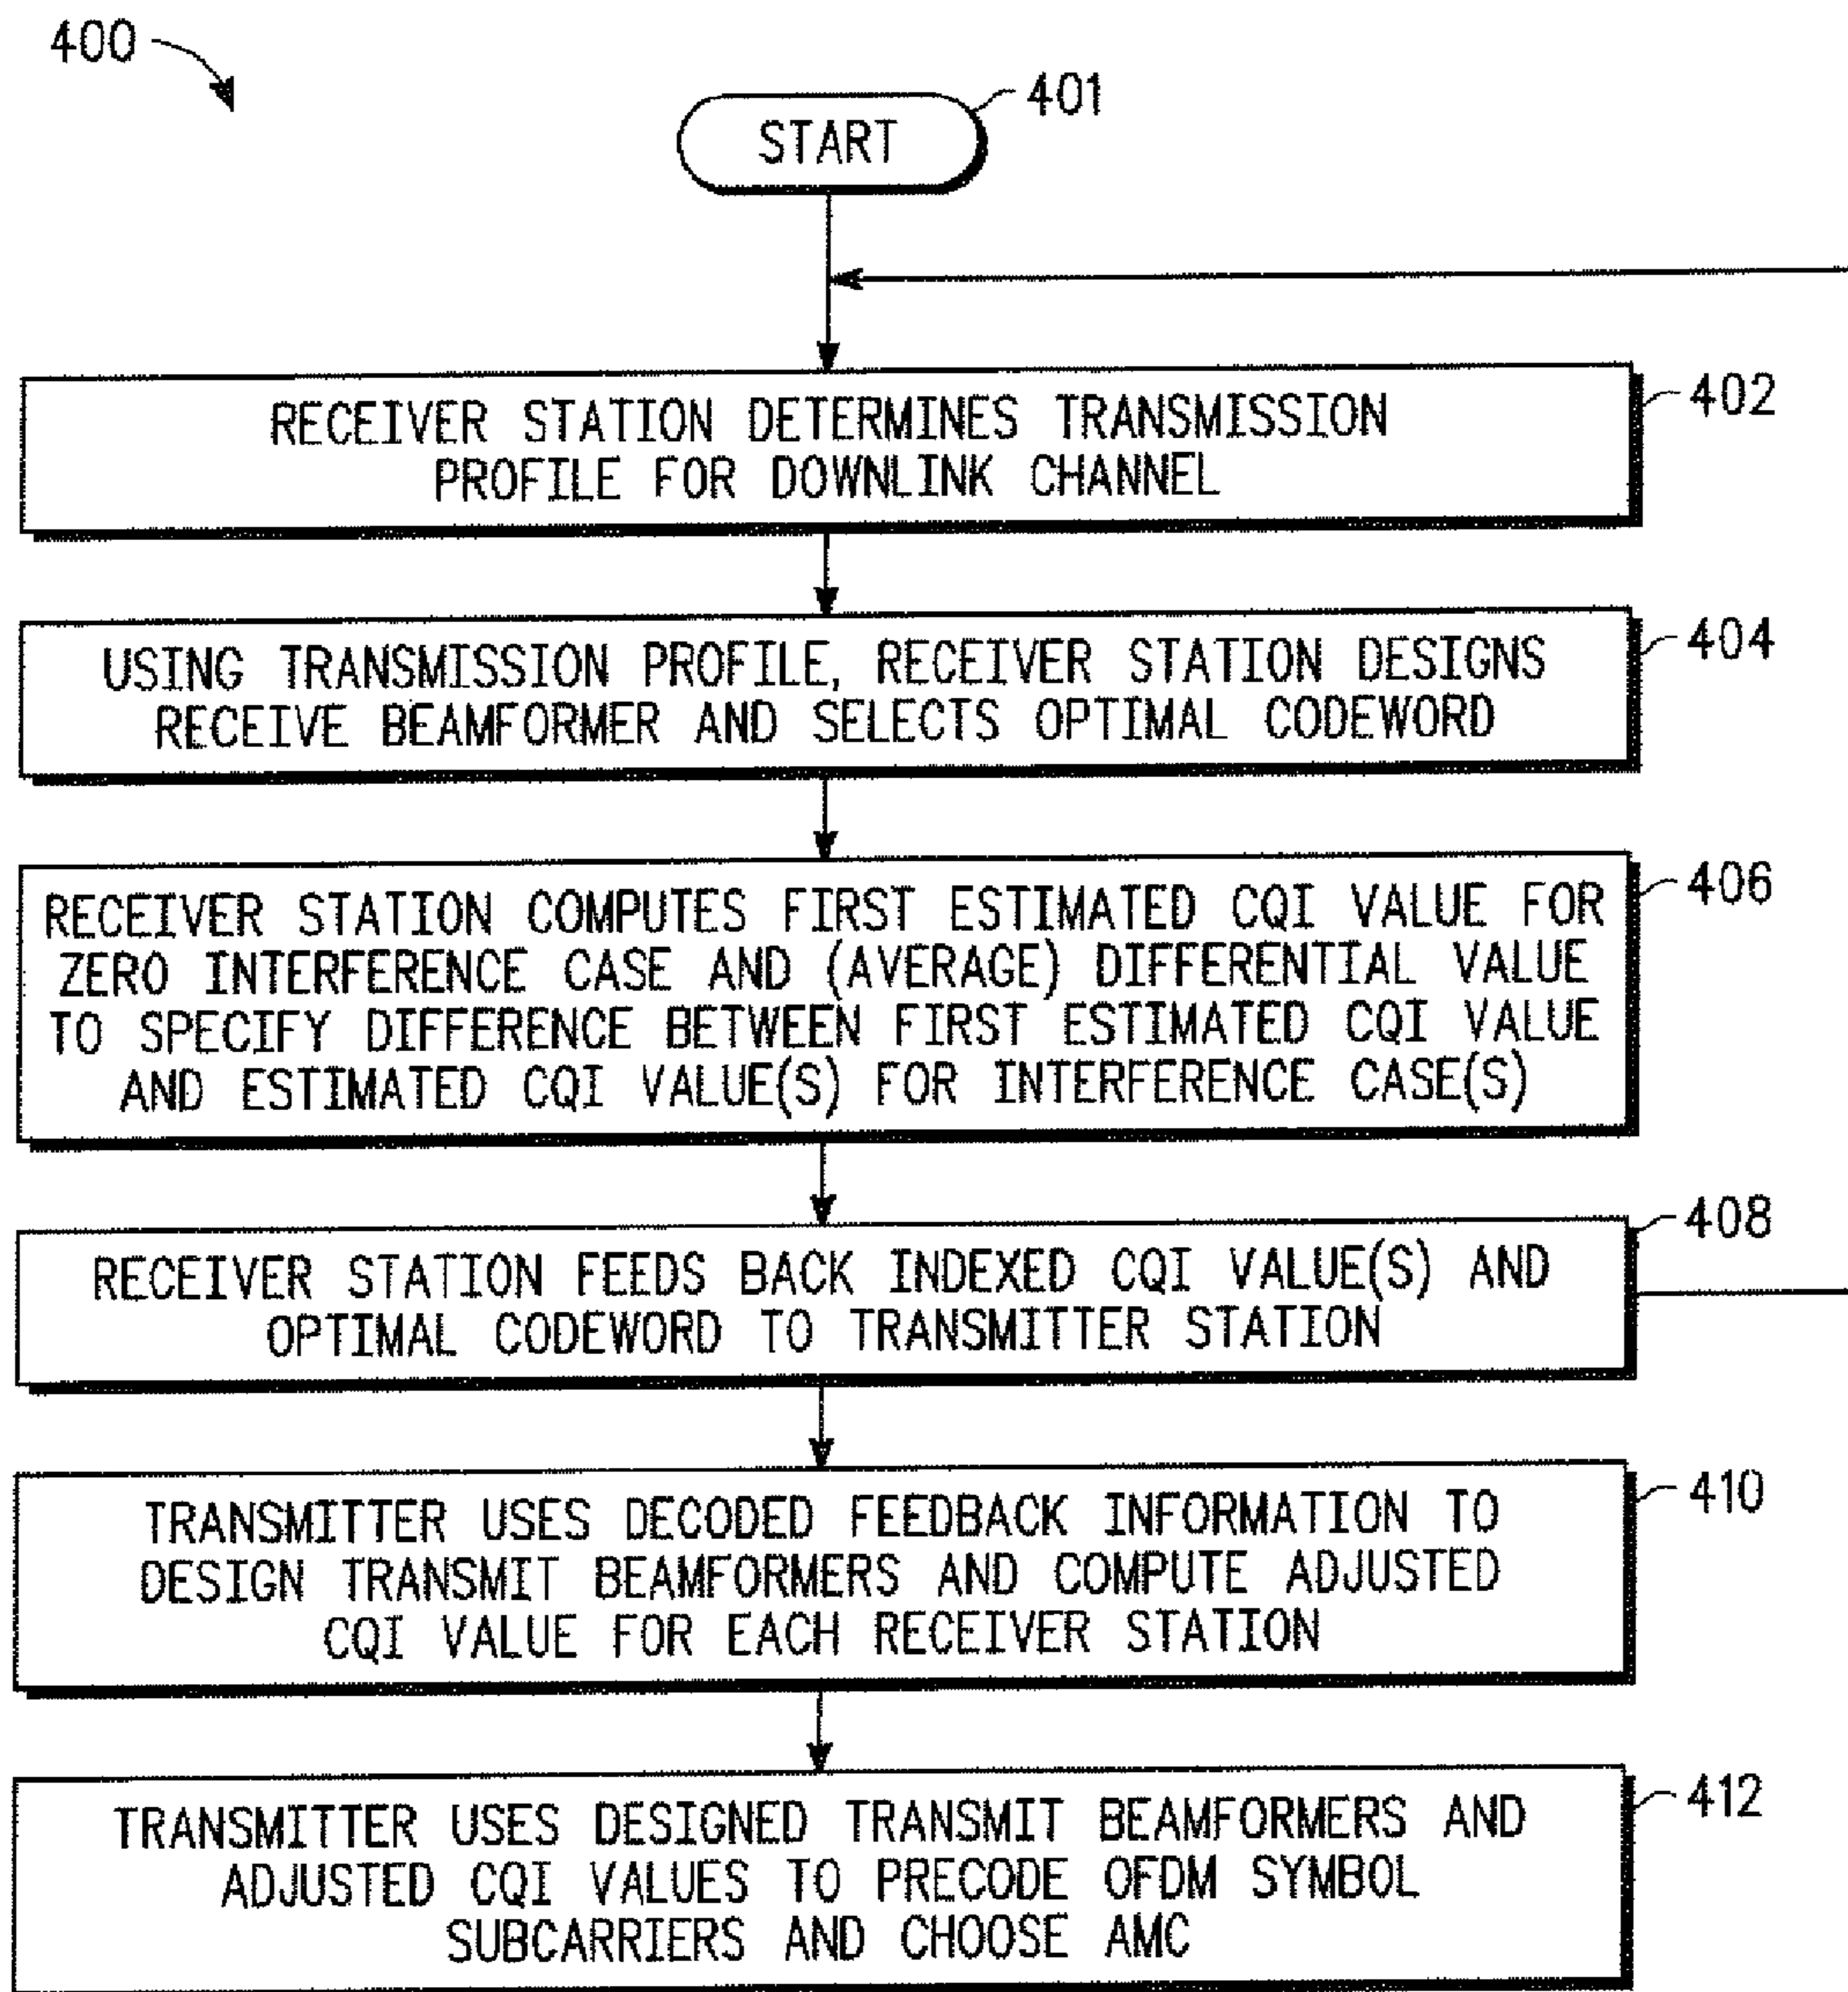 400
401
START
402
RECEIVER STATION DETERMINES TRANSMISSION
PROFILE FOR DOWNLINK CHANNEL
404
USING TRANSMISSION PROFILE, RECEIVER STATION DESIGNS
RECEIVE BEAMFORMER AND SELECTS OPTIMAL CODEWORD
406
RECEIVER STATION COMPUTES FIRST ESTIMATED CQI VALUE FOR
ZERO INTERFERENCE CASE AND (AVERAGE) DIFFERENTIAL VALUE
TO SPECIFY DIFFERENCE BETWEEN FIRST ESTIMATED CQI VALUE
AND ESTIMATED CQI VALUE(S) FOR INTERFERENCE CASE(S)
408
RECEIVER STATION FEEDS BACK INDEXED CQI VALUE(S) AND
OPTIMAL CODEWORD TO TRANSMITTER STATION
410
TRANSMITTER USES DECODED FEEDBACK INFORMATION TO
DESIGN TRANSMIT BEAMFORMERS AND COMPUTE ADJUSTED
CQI VALUE FOR EACH RECEIVER STATION
412
TRANSMITTER USES DESIGNED TRANSMIT BEAMFORMERS AND
ADJUSTED CQI VALUES TO PRECODE OFDM SYMBOL
SUBCARRIERS AND CHOOSE AMC